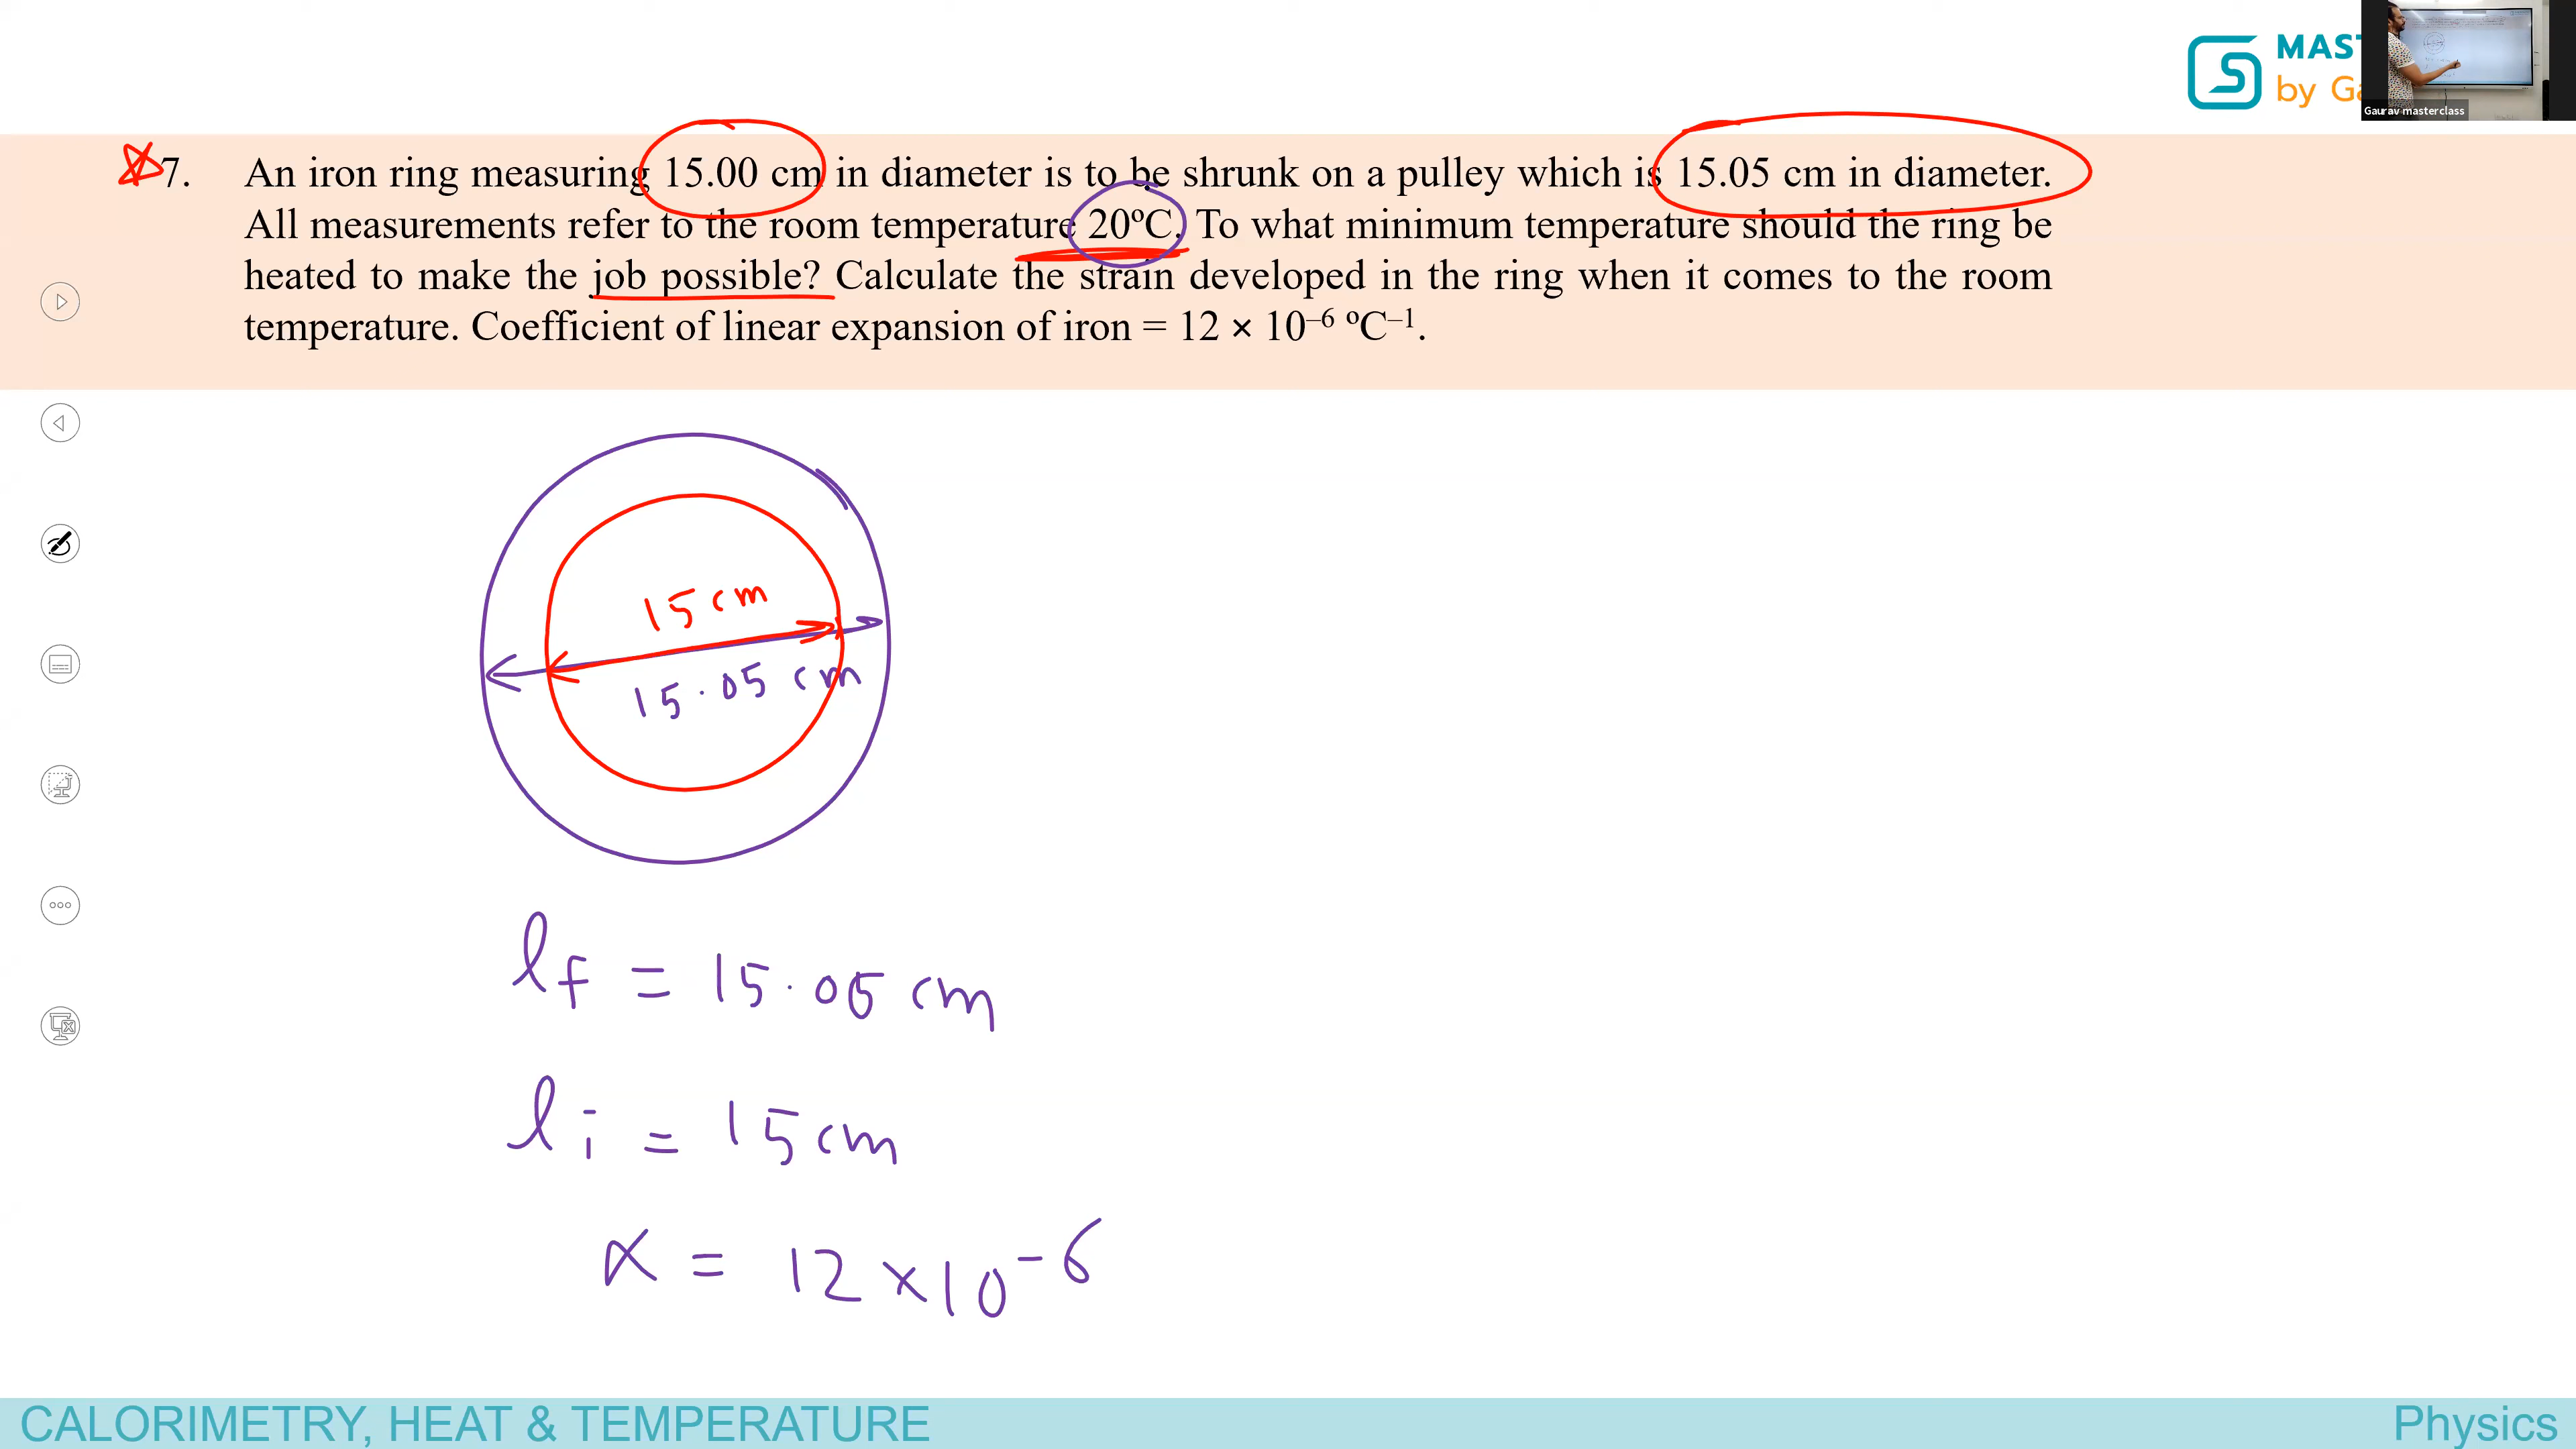 MAST
by Ga
Gaurav masterclass
7. An iron ring measuring 15.00 cm in diameter is to be shrunk on a pulley which is 15.05 cm in diameter.
All measurements refer to the room temperature 20ºC. To what minimum temperature should the ring be
heated to make the job possible? Calculate the strain developed in the ring when it comes to the room
temperature. Coefficient of linear expansion of iron = 12 × 10⁻⁶ ºC⁻¹.
15 cm
15.05 cm
lf = 15.05 cm
li = 15 cm
α = 12 × 10⁻⁶
CALORIMETRY, HEAT & TEMPERATURE
Physics